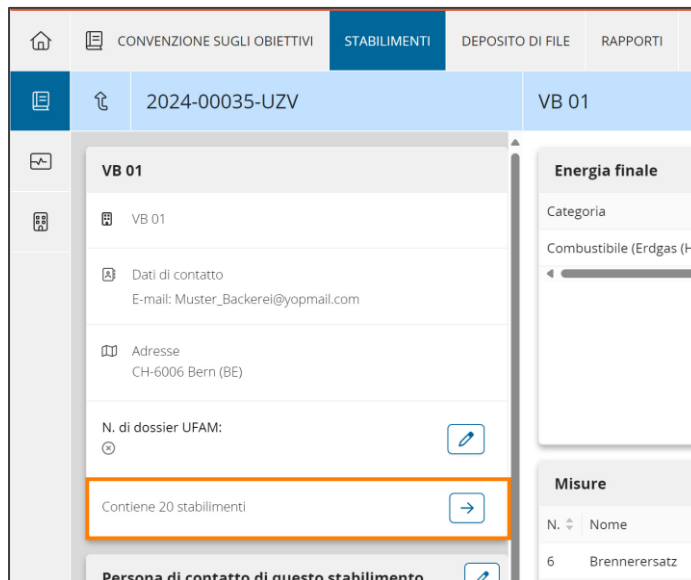 CONVENZIONE SUGLI OBIETTIVI STABILIMENTI DEPOSITO DI FILE RAPPORTI
2024-00035-UZV
VB 01
VB 01
VB 01
Dati di contatto
E-mail: Muster_Backerei@yopmail.com
Adresse
CH-6006 Bern (BE)
N. di dossier UFAM:
Contiene 20 stabilimenti
Persona di contatto di questo stabilimento
Energia finale
Categoria
Combustibile (Erdgas (H
Misure
N. Nome
6 Brennerersatz